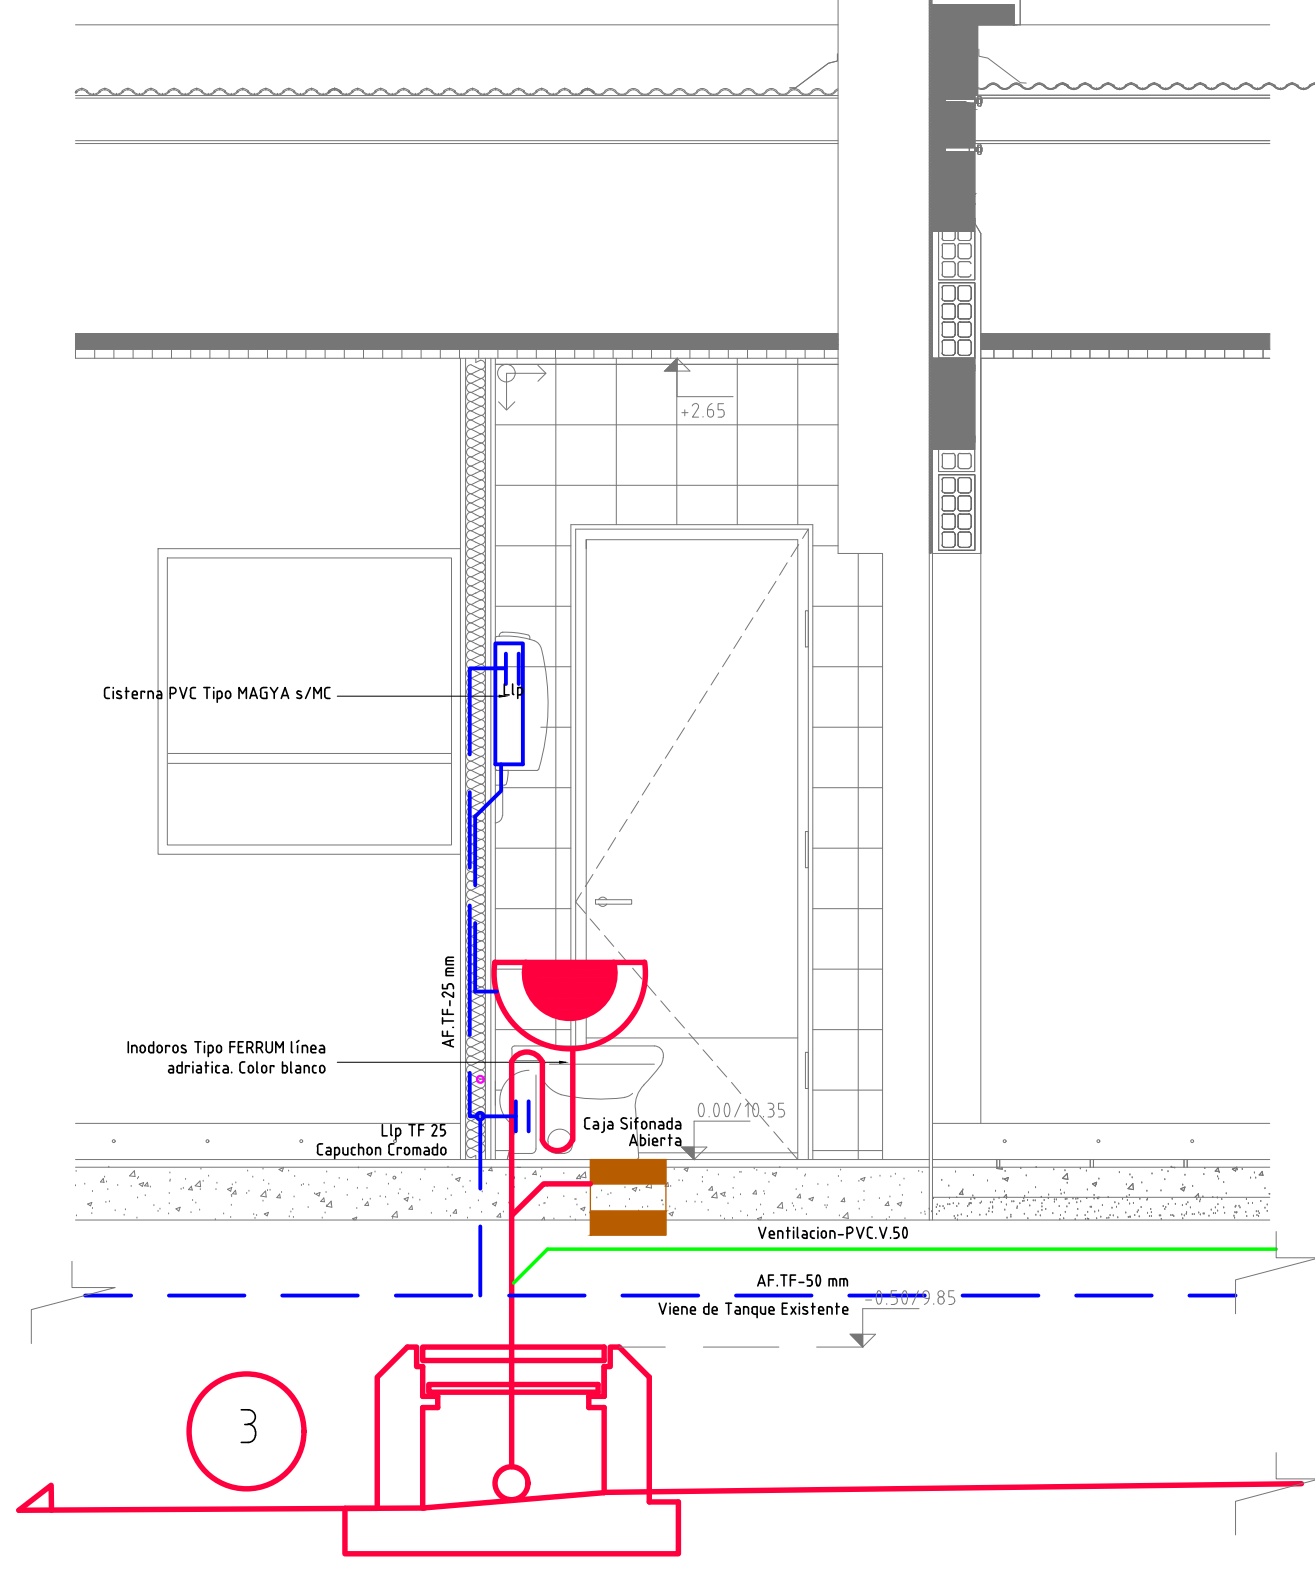 +2.65
Cisterna PVC Tipo MAGYA s/MC
Llp
AF.TF-25 mm
Inodoros Tipo FERRUM línea
adriatica. Color blanco
Llp TF 25
Capuchon Cromado
Caja Sifonada
Abierta
0.00/10.35
Ventilacion-PVC.V.50
AF.TF-50 mm
Viene de Tanque Existente
-0.50/9.85
3